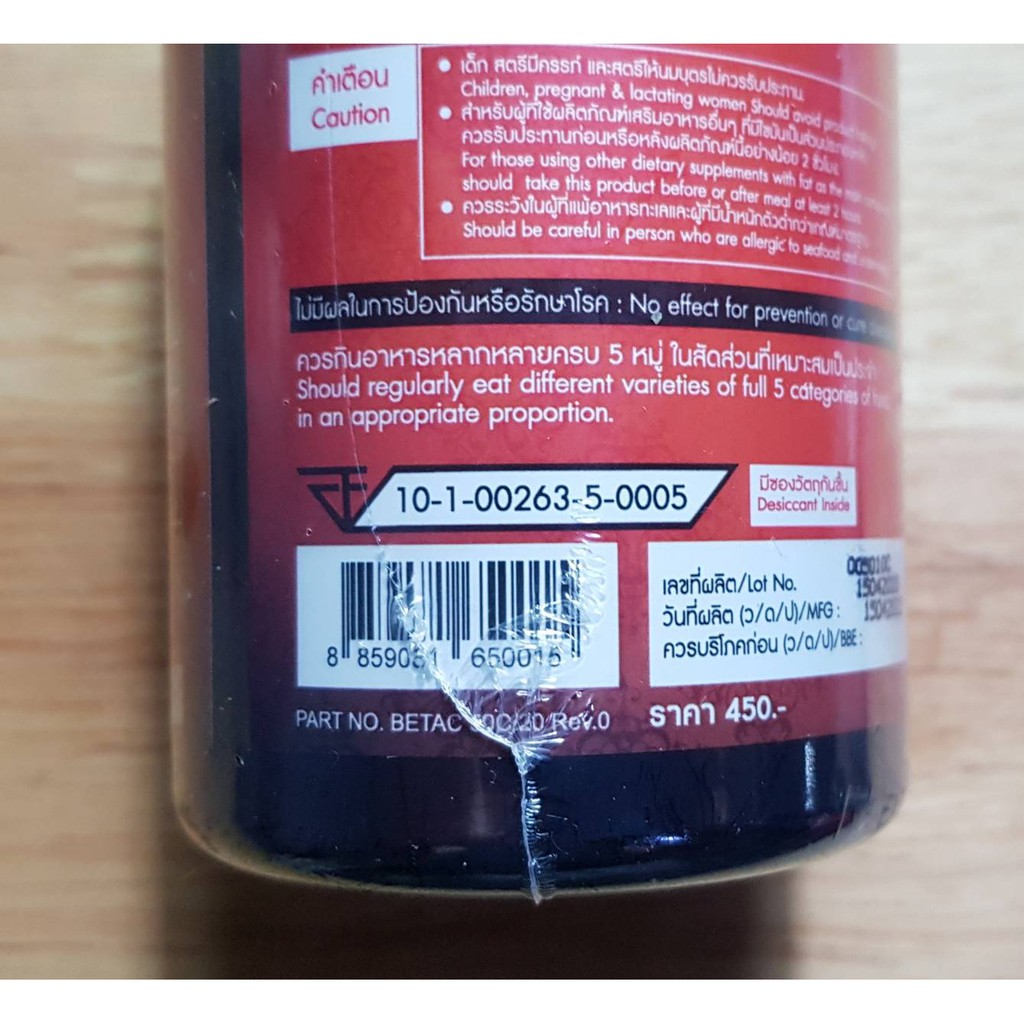 คำเตือน
Caution
• เด็ก สตรีมีครรภ์ และสตรีให้นมบุตรไม่ควรรับประทาน
Children, pregnant & lactating women Should avoid
• สำหรับผู้ที่ใช้ผลิตภัณฑ์เสริมอาหารอื่นๆ ที่มีไขมันเป็นส่วน
ควรรับประทานก่อนหรือหลังผลิตภัณฑ์นี้อย่างน้อย 2 ชั่วโมง
For those using other dietary supplements with fat as the
should take this product before or after meal at least 2 hours
• ควรระวังในผู้ที่แพ้อาหารทะเลและผู้ที่มีน้ำหนักตัวต่ำกว่า
Should be careful in person who are allergic to seafood and
ไม่มีผลในการป้องกันหรือรักษาโรค : No effect for prevention or cure
ควรกินอาหารหลากหลายครบ 5 หมู่ ในสัดส่วนที่เหมาะสมเป็นประจำ
Should regularly eat different varieties of full 5 categories of
in an appropriate proportion.
10-1-00263-5-0005
มีซองวัตถุกันชื้น
Desiccant Inside
8 859051 650015
PART NO. BETAC Rev.0
เลขที่ผลิต/Lot No.
วันที่ผลิต (ว/ด/ป)/MFG :
ควรบริโภคก่อน (ว/ด/ป)/BBE :
ราคา 450.-